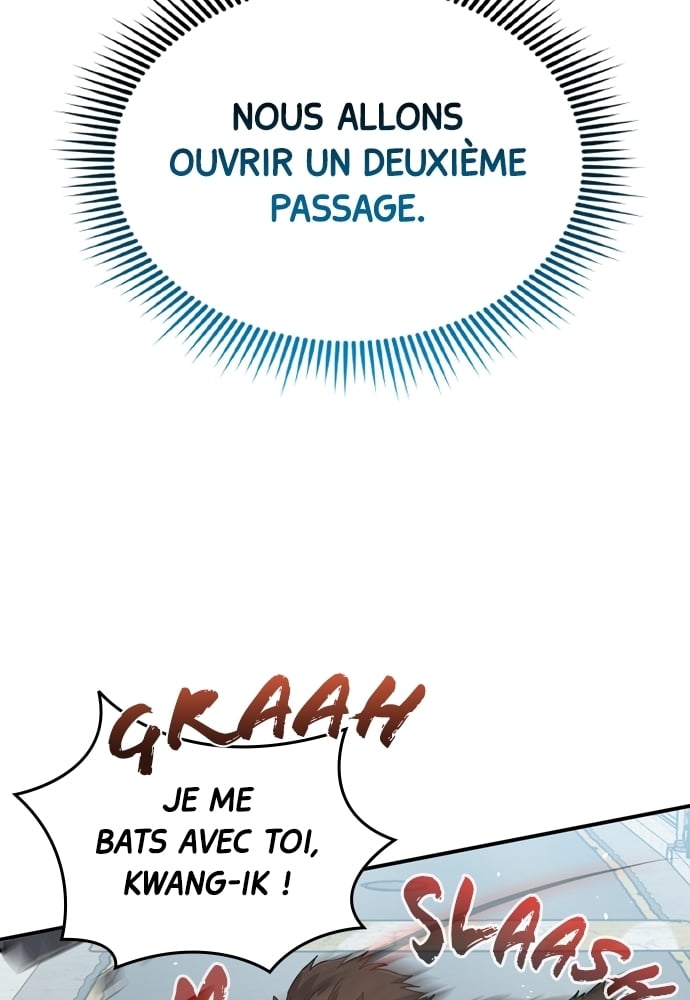 NOUS ALLONS
OUVRIR UN DEUXIÈME
PASSAGE.
GRAAH
JE ME
BATS AVEC TOI,
KWANG-IK !
SLAASH